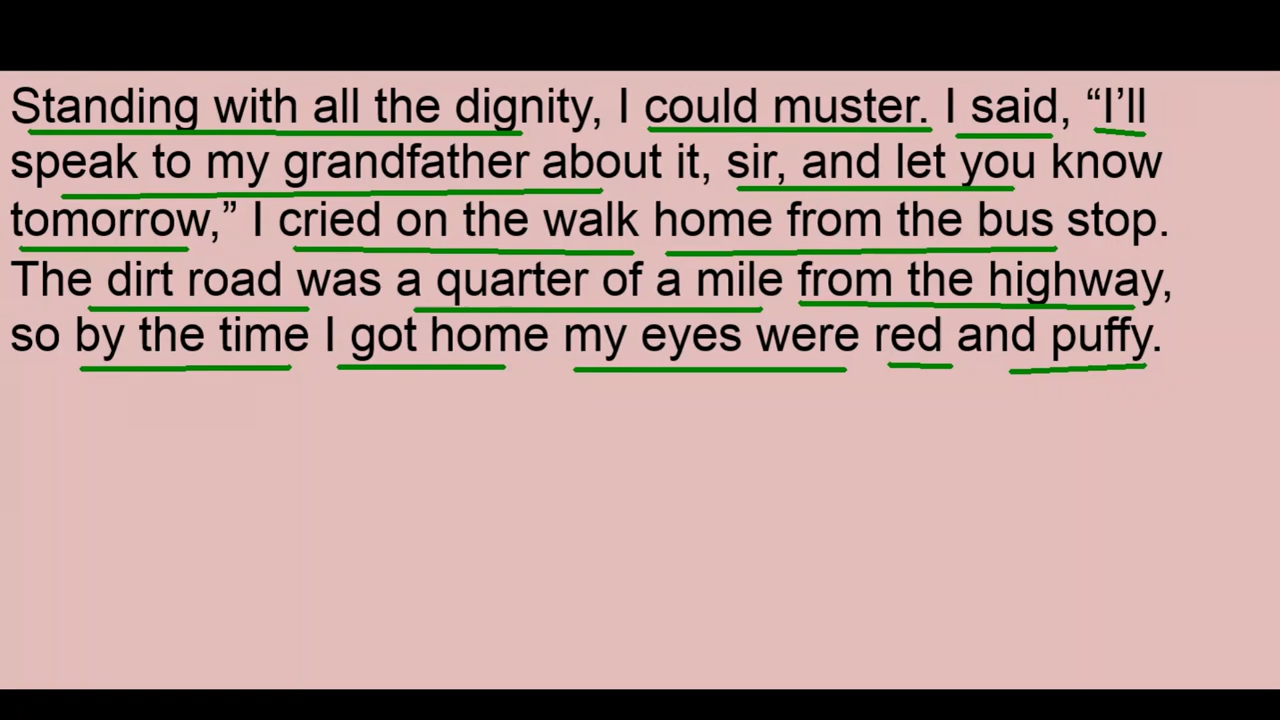 Standing with all the dignity, I could muster. I said, “I’ll
speak to my grandfather about it, sir, and let you know
tomorrow,” I cried on the walk home from the bus stop.
The dirt road was a quarter of a mile from the highway,
so by the time I got home my eyes were red and puffy.